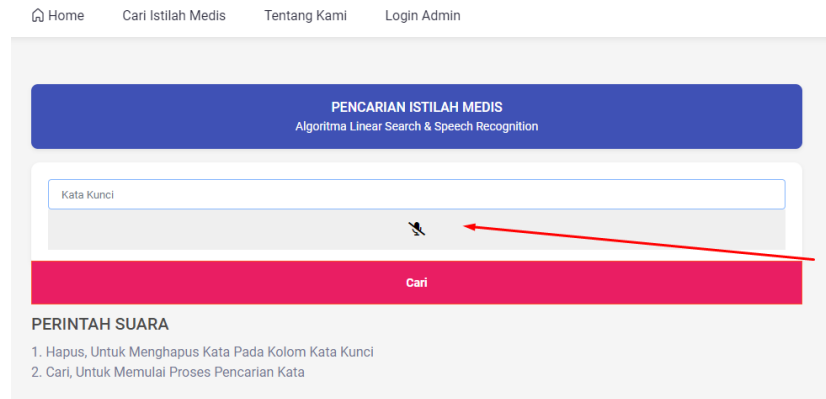 Home Cari Istilah Medis Tentang Kami Login Admin
PENCARIAN ISTILAH MEDIS
Algoritma Linear Search & Speech Recognition
Kata Kunci
Cari
PERINTAH SUARA
1. Hapus, Untuk Menghapus Kata Pada Kolom Kata Kunci
2. Cari, Untuk Memulai Proses Pencarian Kata